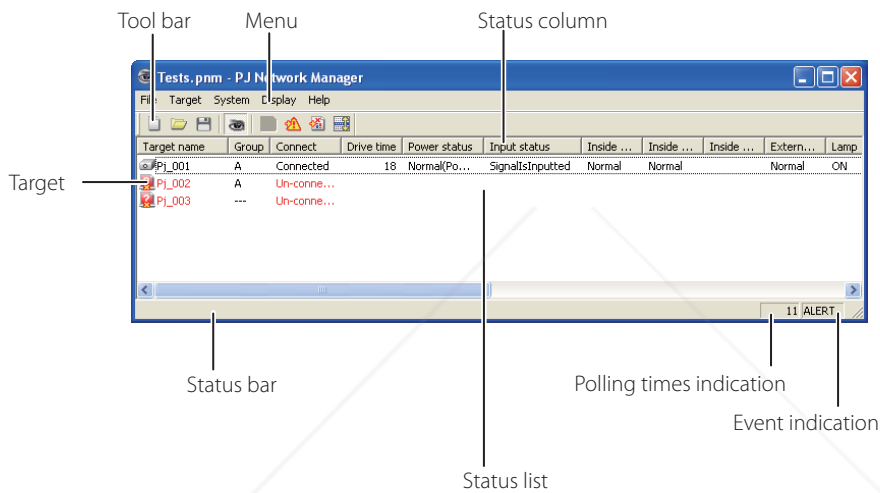 Tool bar Menu Status column
Tests.pnm - PJ Network Manager
File Target System Display Help
Target name Group Connect Drive time Power status Input status Inside ... Inside ... Inside ... Extern... Lamp
Pj_001 A Connected 18 Normal(Po... SignalIsInputted Normal Normal Normal ON
Target
Pj_002 A Un-conne...
Pj_003 --- Un-conne...
11 ALERT
Status bar Polling times indication
Event indication
Status list